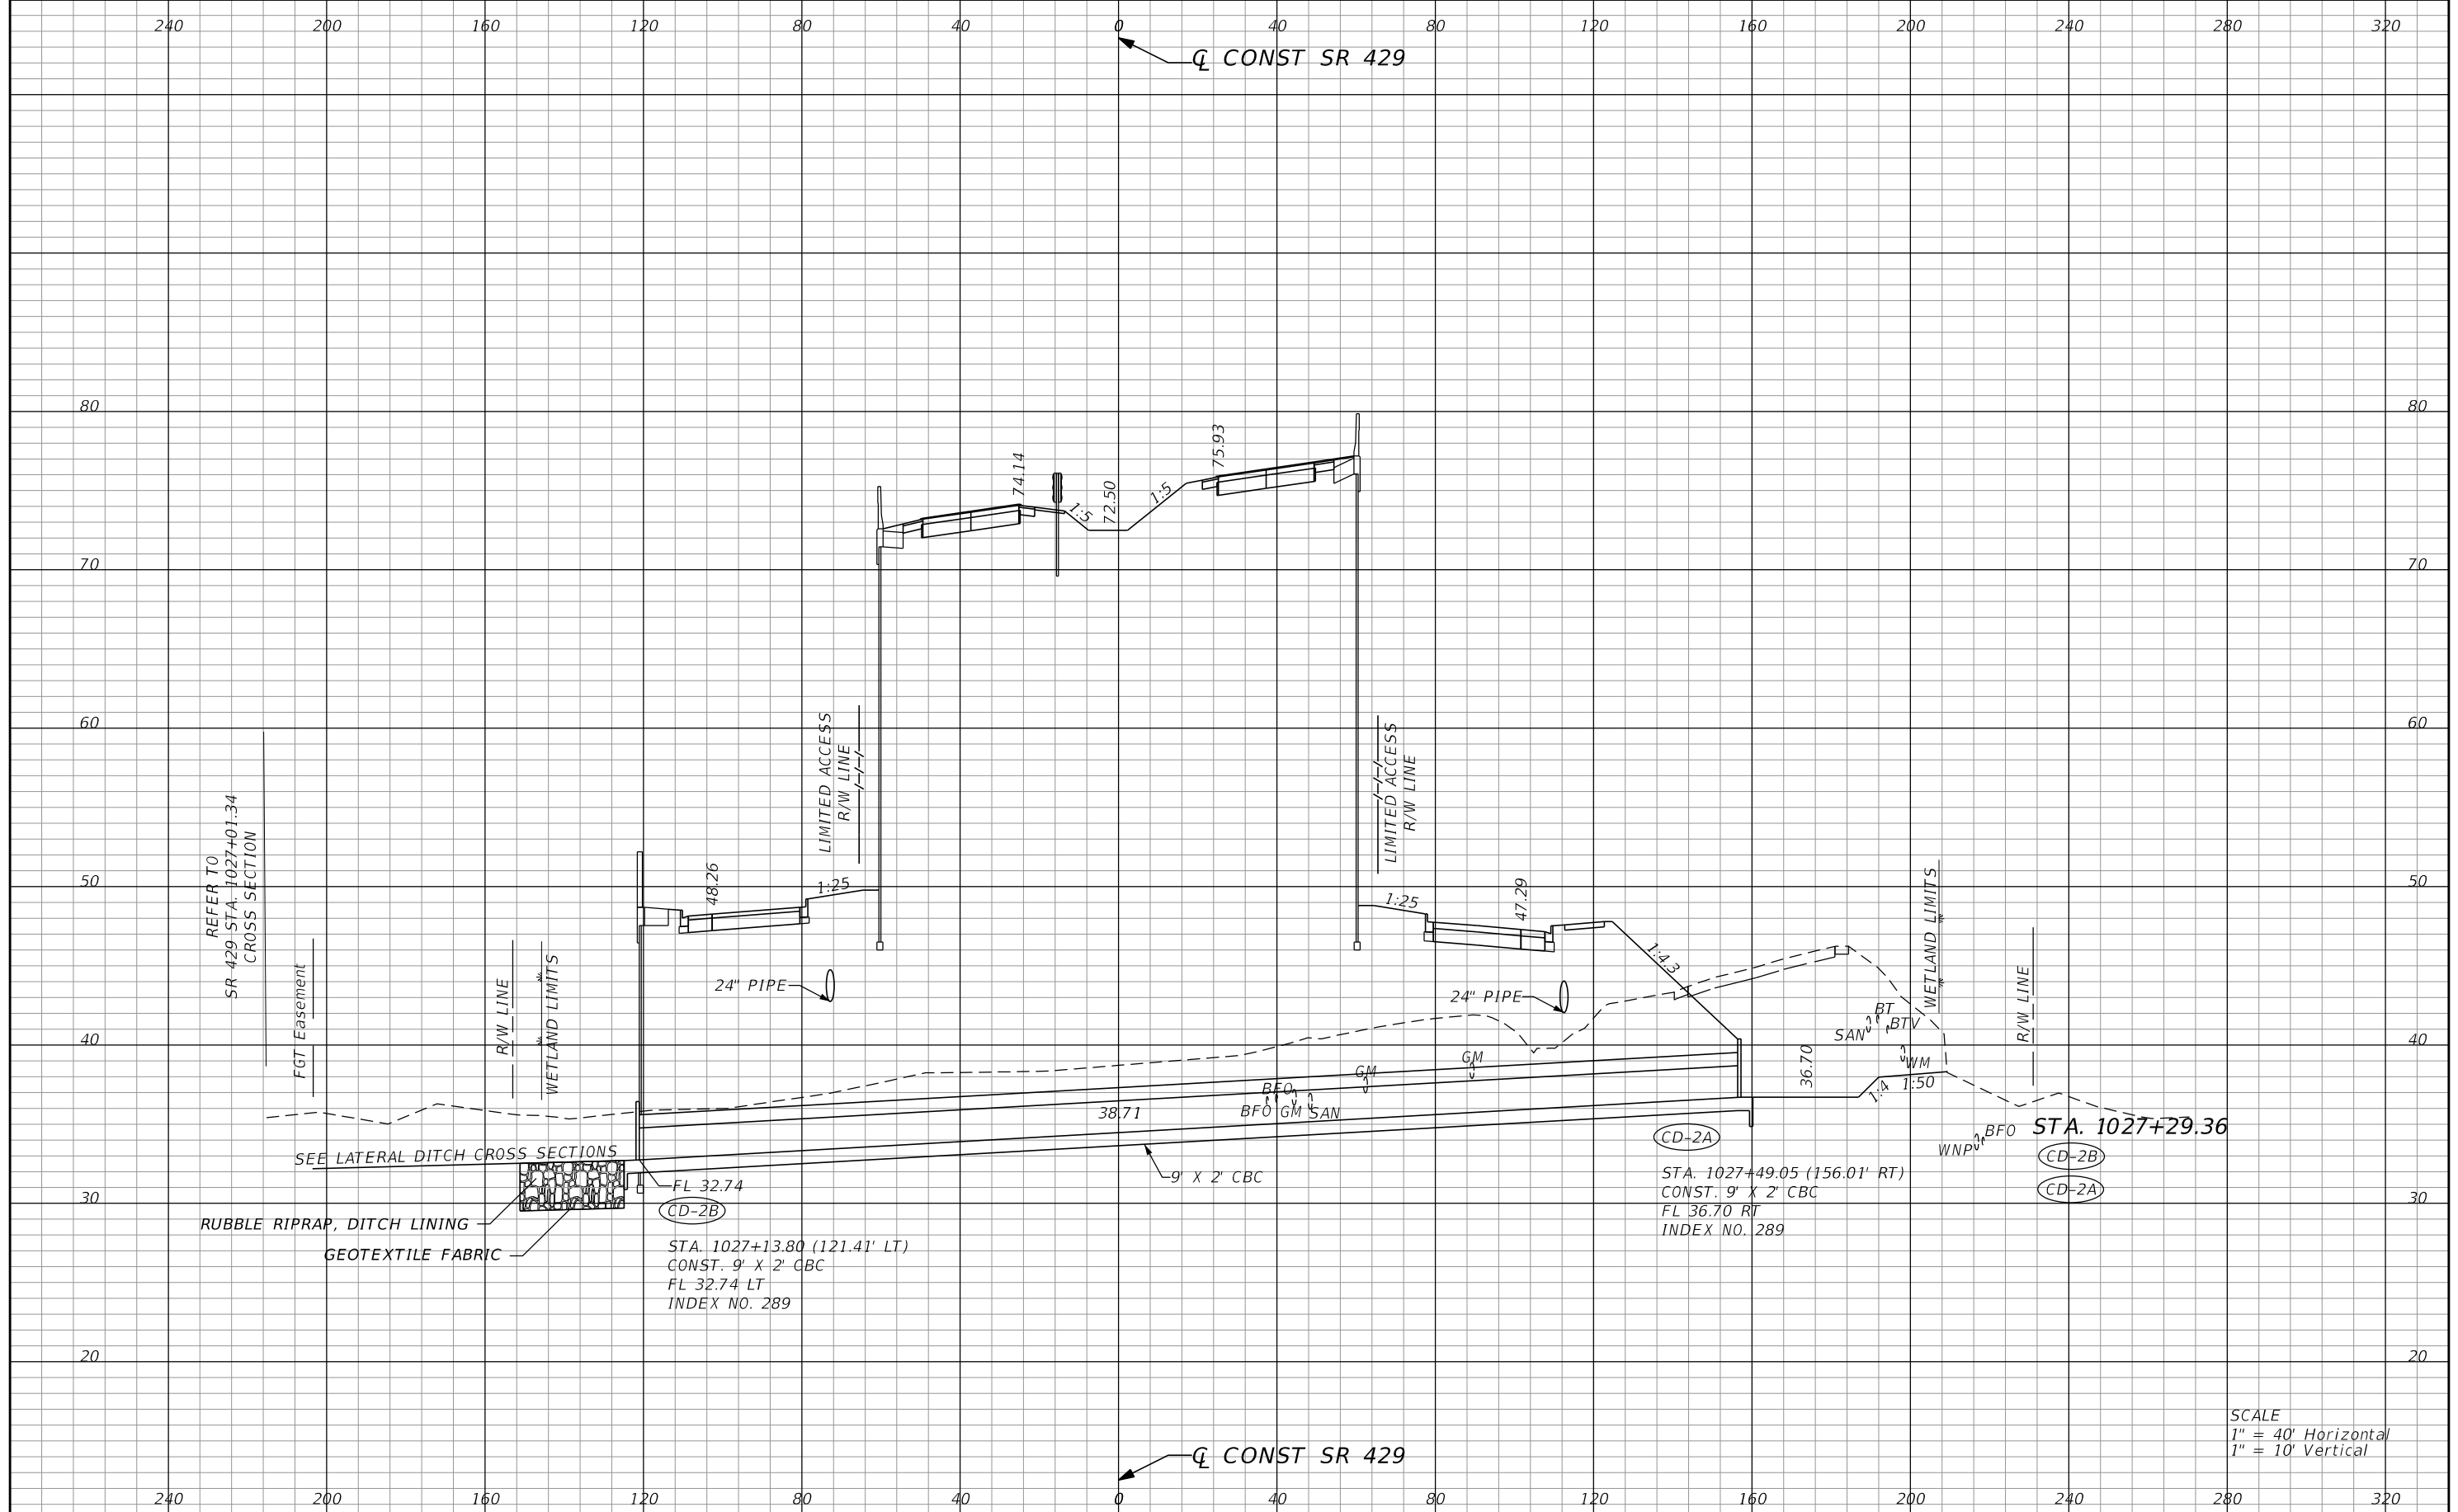 240 200 160 120 80 40 0 40 80 120 160 200 240 280 320
℄ CONST SR 429
80 80
74.14
72.50
75.93
1:5
1:5
70 70
60 60
LIMITED ACCESS
R/W LINE
LIMITED ACCESS
R/W LINE
REFER TO
SR 429 STA. 1027+01.34
CROSS SECTION
50 50
48.26
1:25
1:25
47.29
1:4.3
FGT Easement
R/W LINE
WETLAND LIMITS
24" PIPE
24" PIPE
WETLAND LIMITS
R/W LINE
BT
BTV
SAN
WM
40 40
36.70
1:4
1:50
GM
GM
BFO
BFO GM SAN
38.71
SEE LATERAL DITCH CROSS SECTIONS
FL 32.74
CD-2B
9' X 2' CBC
CD-2A
BFO
WNP
STA. 1027+29.36
CD-2B
CD-2A
30 30
RUBBLE RIPRAP, DITCH LINING
GEOTEXTILE FABRIC
STA. 1027+13.80 (121.41' LT)
CONST. 9' X 2' CBC
FL 32.74 LT
INDEX NO. 289
STA. 1027+49.05 (156.01' RT)
CONST. 9' X 2' CBC
FL 36.70 RT
INDEX NO. 289
20 20
SCALE
1" = 40' Horizontal
1" = 10' Vertical
℄ CONST SR 429
240 200 160 120 80 40 0 40 80 120 160 200 240 280 320